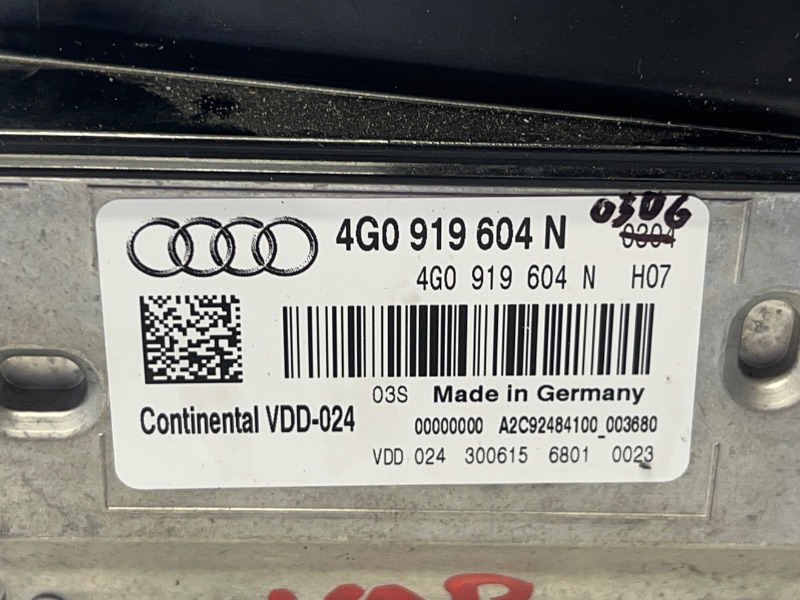 0306
4G0 919 604 N 0304
4G0 919 604 N H07
03S Made in Germany
Continental VDD-024
00000000 A2C92484100_003680
VDD 024 300615 6801 0023